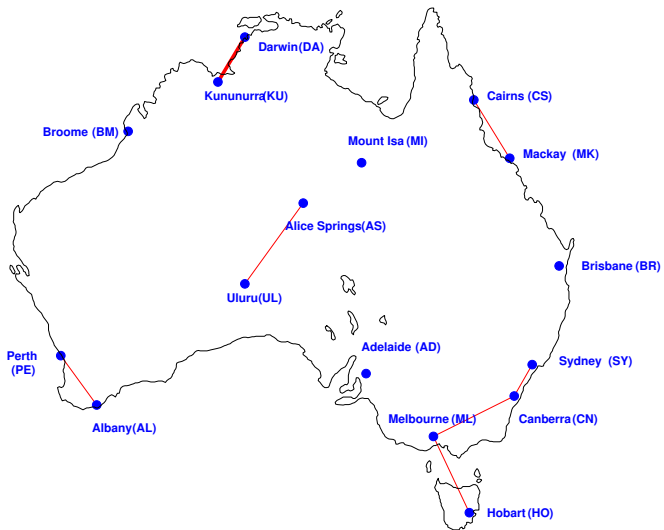 Darwin(DA)
Kununurra(KU)
Cairns (CS)
Broome (BM)
Mount Isa (MI)
Mackay (MK)
Alice Springs(AS)
Brisbane (BR)
Uluru(UL)
Perth
(PE)
Adelaide (AD)
Sydney (SY)
Albany(AL)
Melbourne (ML)
Canberra(CN)
Hobart (HO)